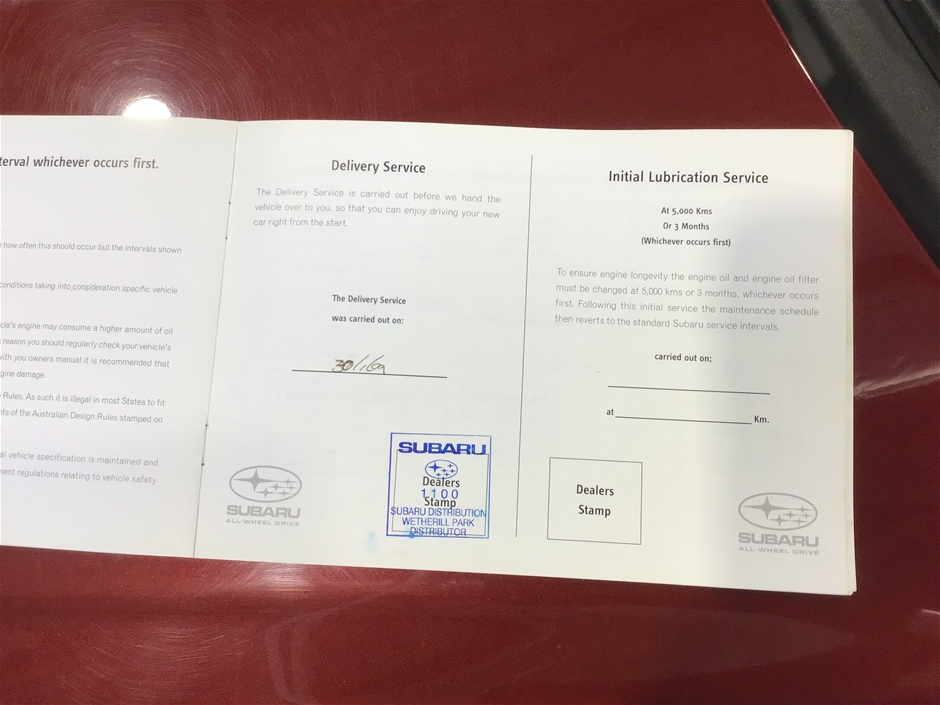 terval whichever occurs first.
how often this should occur but the intervals shown
conditions taking into consideration specific vehicle
cle's engine may consume a higher amount of oil
reason you should regularly check your vehicle's
with you owners manual it is recommended that
gine damage.
Rules. As such it is illegal in most States to fit
nts of the Australian Design Rules stamped on
al vehicle specification is maintained and
ment regulations relating to vehicle safety
Delivery Service
The Delivery Service is carried out before we hand the
vehicle over to you, so that you can enjoy driving your new
car right from the start.
The Delivery Service
was carried out on:
30/1/09
SUBARU
ALL-WHEEL DRIVE
SUBARU
Dealers
1100
Stamp
SUBARU DISTRIBUTION
WETHERILL PARK
DISTRIBUTOR
Initial Lubrication Service
At 5,000 Kms
Or 3 Months
(Whichever occurs first)
To ensure engine longevity the engine oil and engine oil filter
must be changed at 5,000 kms or 3 months, whichever occurs
first. Following this initial service the maintenance schedule
then reverts to the standard Subaru service intervals.
carried out on;
at Km.
Dealers
Stamp
SUBARU
ALL-WHEEL DRIVE